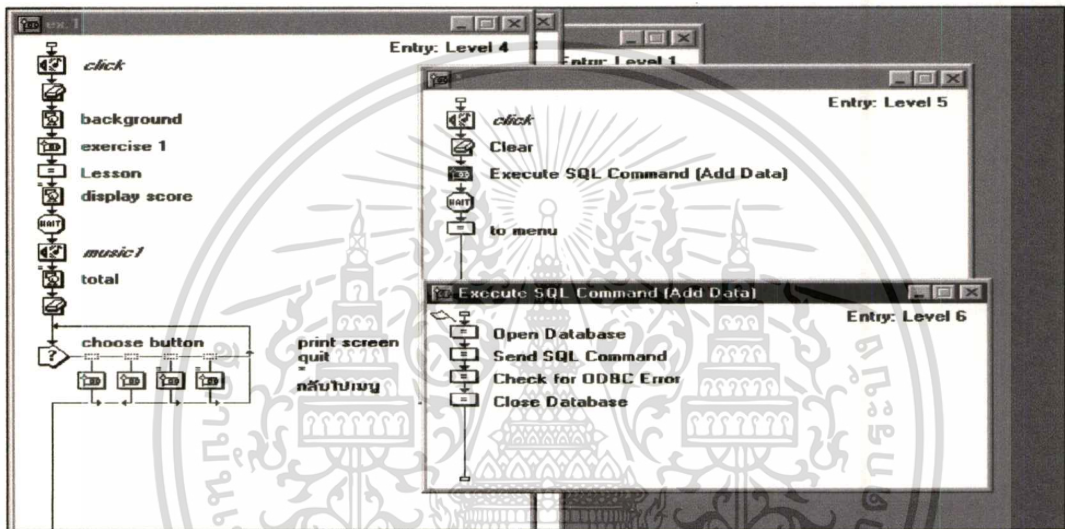 ex.1
Entry: Level 4
click
background
exercise 1
Lesson
display score
WAIT
music1
total
choose button
print screen
quit
"
กลับไปเมนู
Level 1
Entry: Level 5
click
Clear
Execute SQL Command (Add Data)
WAIT
to menu
Execute SQL Command (Add Data)
Entry: Level 6
Open Database
Send SQL Command
Check for ODBC Error
Close Database